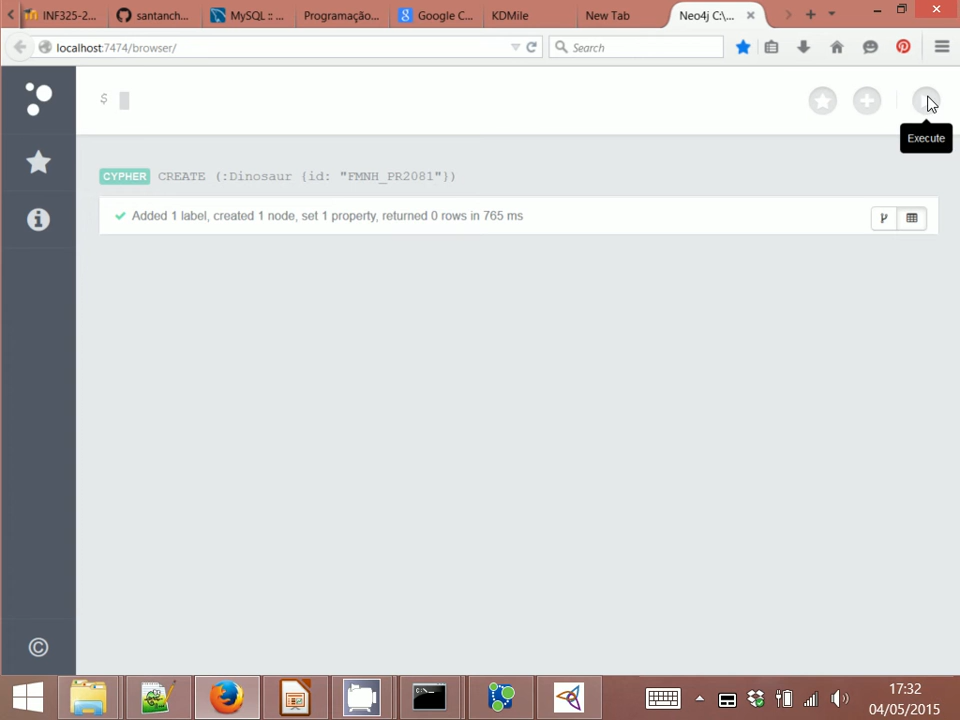 INF325-2...
santanch...
MySQL :: ...
Programação...
Google C...
KDMile
New Tab
Neo4j C:\...
localhost:7474/browser/
Search
$
Execute
CYPHER CREATE (:Dinosaur {id: "FMNH_PR2081"})
Added 1 label, created 1 node, set 1 property, returned 0 rows in 765 ms
©
17:32
04/05/2015